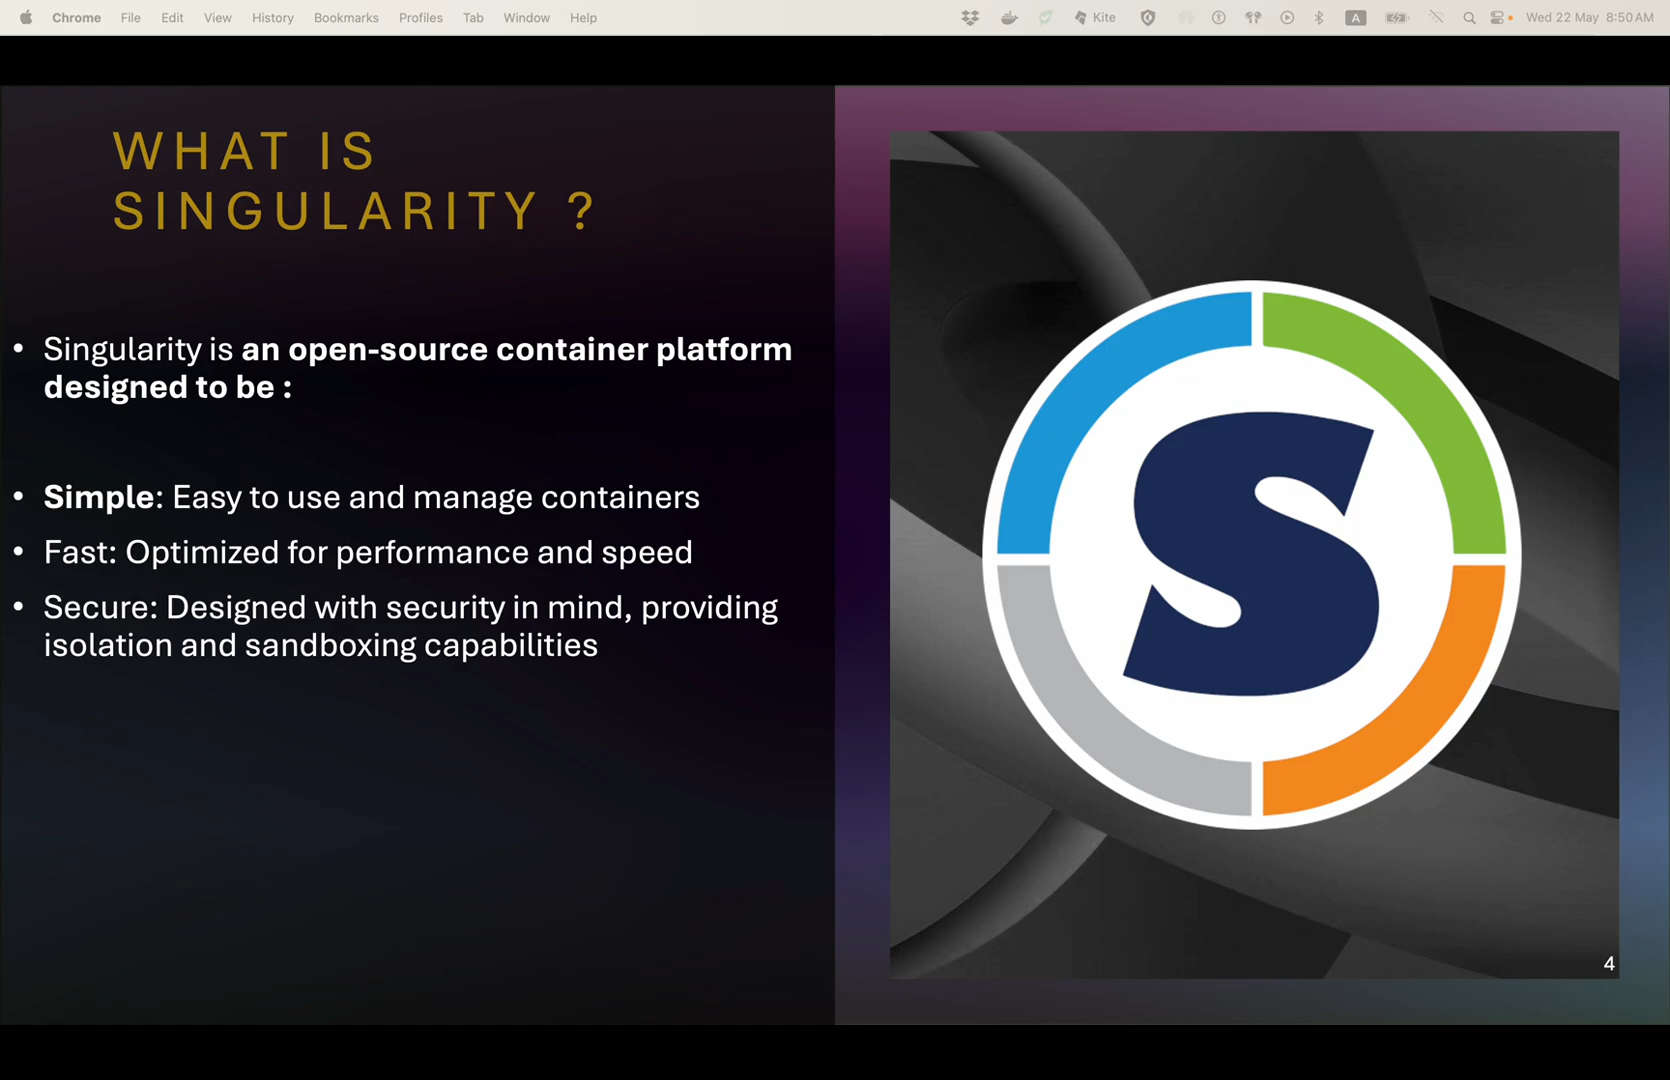 Chrome File Edit View History Bookmarks Profiles Tab Window Help Kite A Wed 22 May 8:50 AM
WHAT IS
SINGULARITY ?
• Singularity is an open-source container platform
designed to be :
• Simple: Easy to use and manage containers
• Fast: Optimized for performance and speed
• Secure: Designed with security in mind, providing
isolation and sandboxing capabilities
S
4